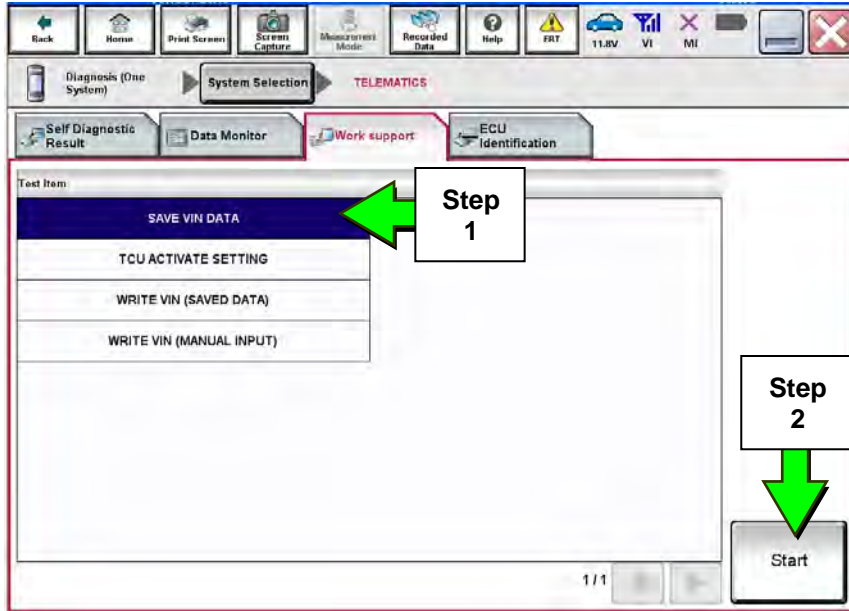 Back
Home
Print Screen
Screen
Capture
Measurement
Mode
Recorded
Data
Help
ERT
11.8V
VI
MI
Diagnosis (One
System)
System Selection
TELEMATICS
Self Diagnostic
Result
Data Monitor
Work support
ECU
Identification
Test Item
SAVE VIN DATA
Step
1
TCU ACTIVATE SETTING
WRITE VIN (SAVED DATA)
WRITE VIN (MANUAL INPUT)
Step
2
Start
1/1